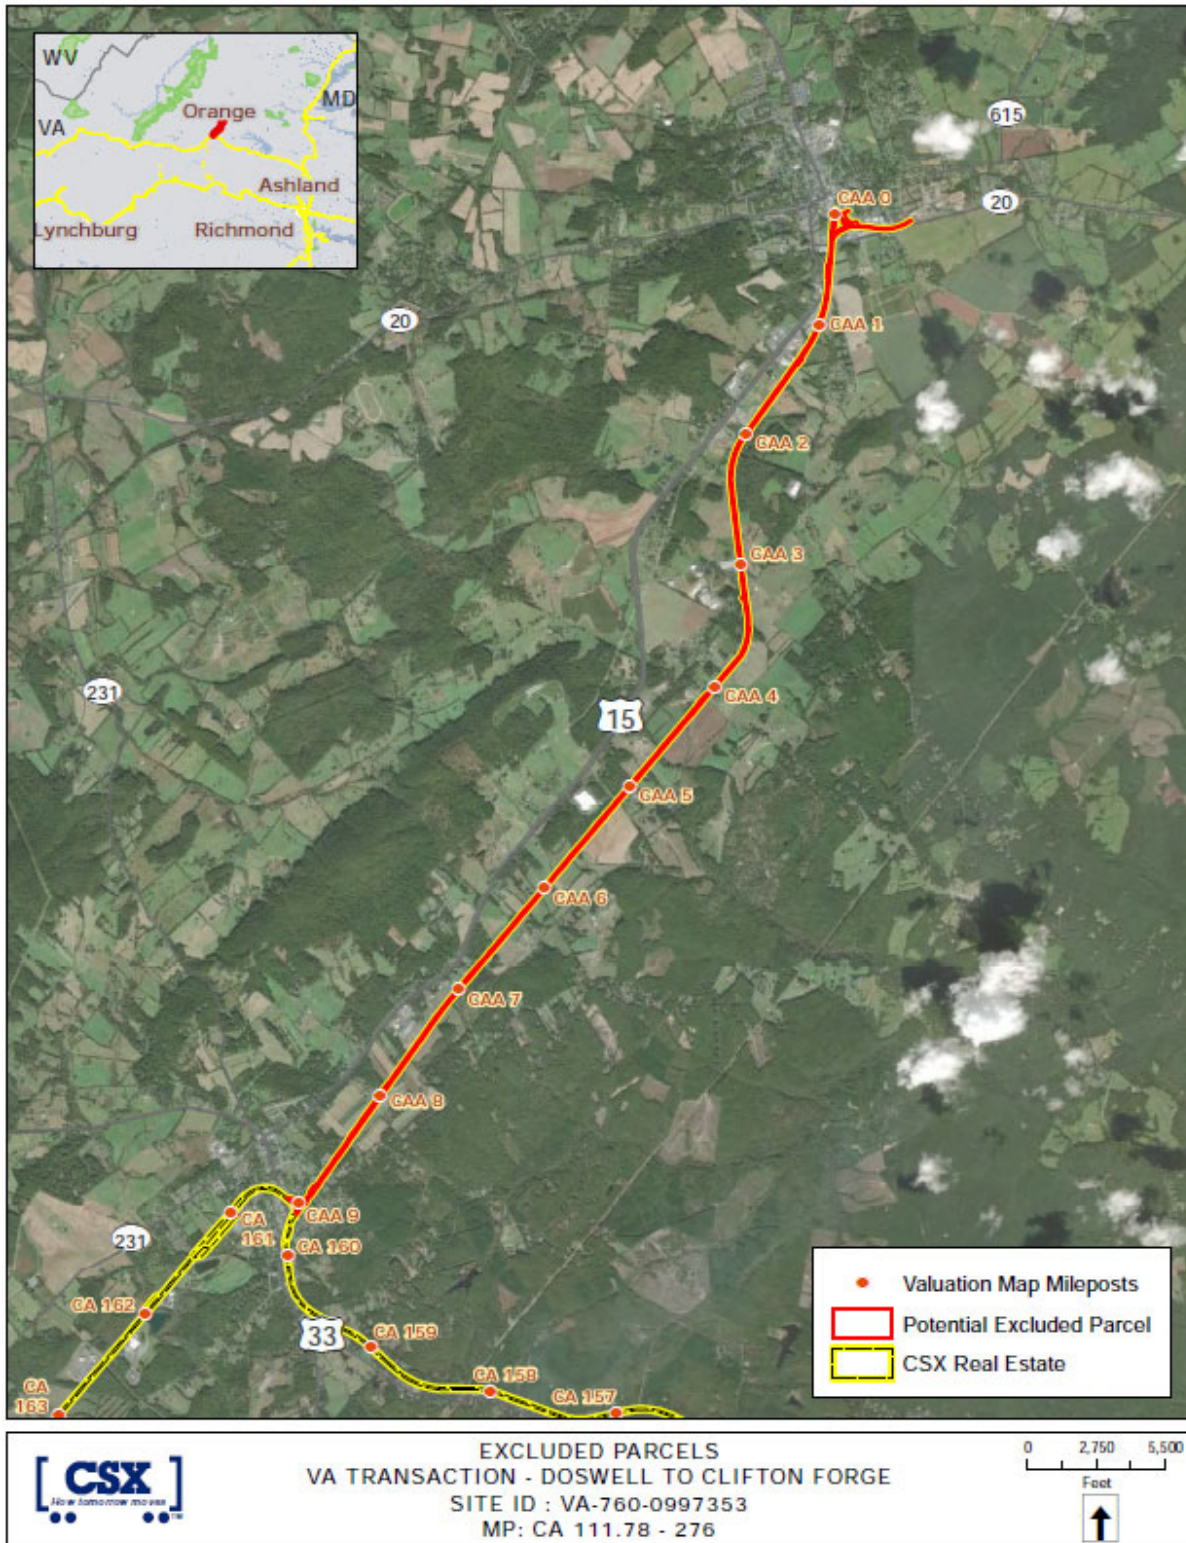 WV
MD
VA
Orange
Ashland
Lynchburg
Richmond
615
20
CAA 0
20
CAA 1
CAA 2
CAA 3
CAA 4
231
15
CAA 5
CAA 6
CAA 7
CAA 8
CAA 9
CA
161
CA 160
231
CA 162
33
CA 159
CA 158
CA 157
CA
163
Valuation Map Mileposts
Potential Excluded Parcel
CSX Real Estate
CSX
How tomorrow moves
TM
EXCLUDED PARCELS
VA TRANSACTION - DOSWELL TO CLIFTON FORGE
SITE ID : VA-760-0997353
MP: CA 111.78 - 276
0 2,750 5,500
Feet